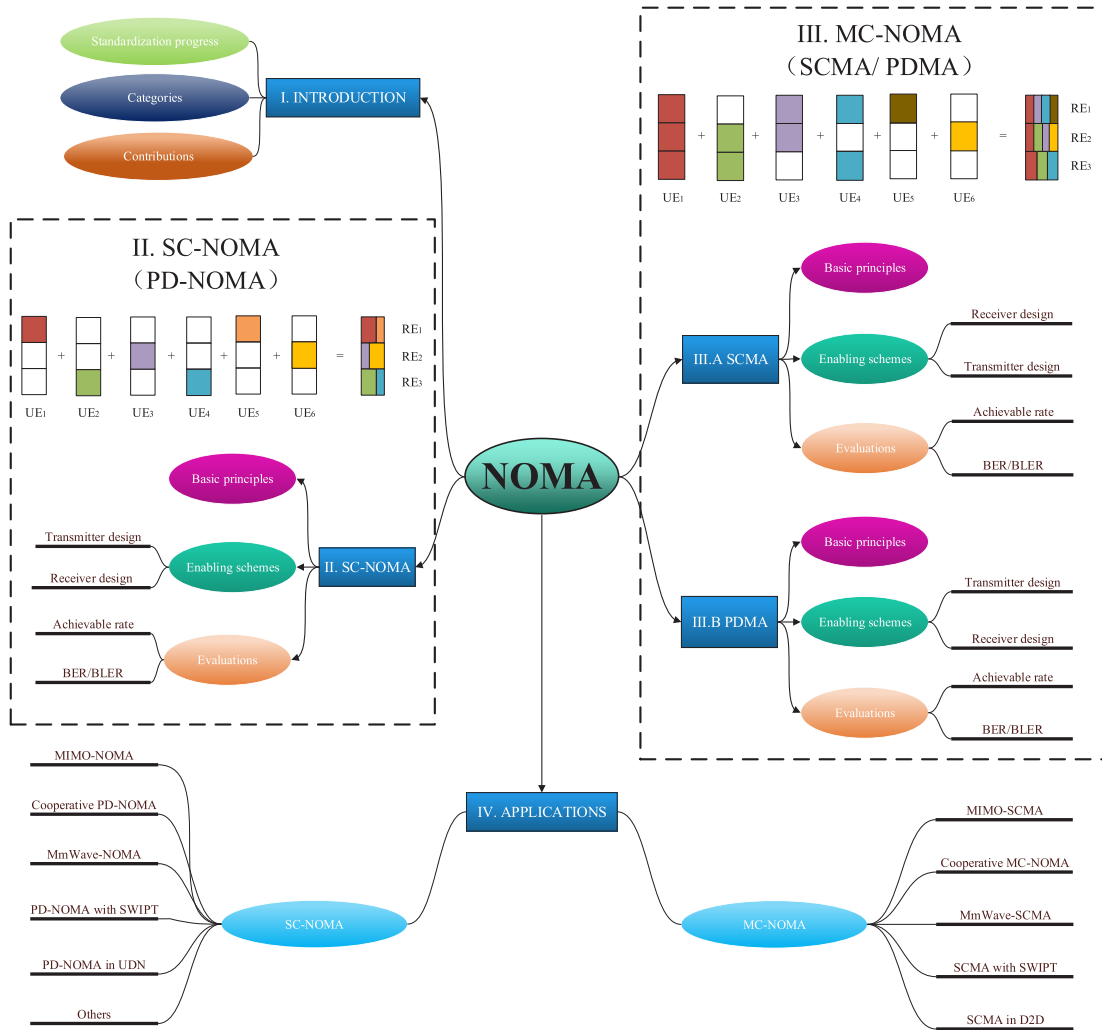 Standardization progress
Categories
Contributions
I. INTRODUCTION
III. MC-NOMA
（SCMA/ PDMA）
+ + + + + =
RE1
RE2
RE3
UE1 UE2 UE3 UE4 UE5 UE6
II. SC-NOMA
（PD-NOMA）
+ + + + + =
RE1
RE2
RE3
UE1 UE2 UE3 UE4 UE5 UE6
Basic principles
Transmitter design
Enabling schemes
II. SC-NOMA
Receiver design
Achievable rate
Evaluations
BER/BLER
NOMA
Basic principles
Receiver design
III.A SCMA
Enabling schemes
Transmitter design
Achievable rate
Evaluations
BER/BLER
Basic principles
Transmitter design
III.B PDMA
Enabling schemes
Receiver design
Achievable rate
Evaluations
BER/BLER
IV. APPLICATIONS
MIMO-NOMA
Cooperative PD-NOMA
MmWave-NOMA
PD-NOMA with SWIPT
SC-NOMA
PD-NOMA in UDN
Others
MIMO-SCMA
Cooperative MC-NOMA
MC-NOMA
MmWave-SCMA
SCMA with SWIPT
SCMA in D2D